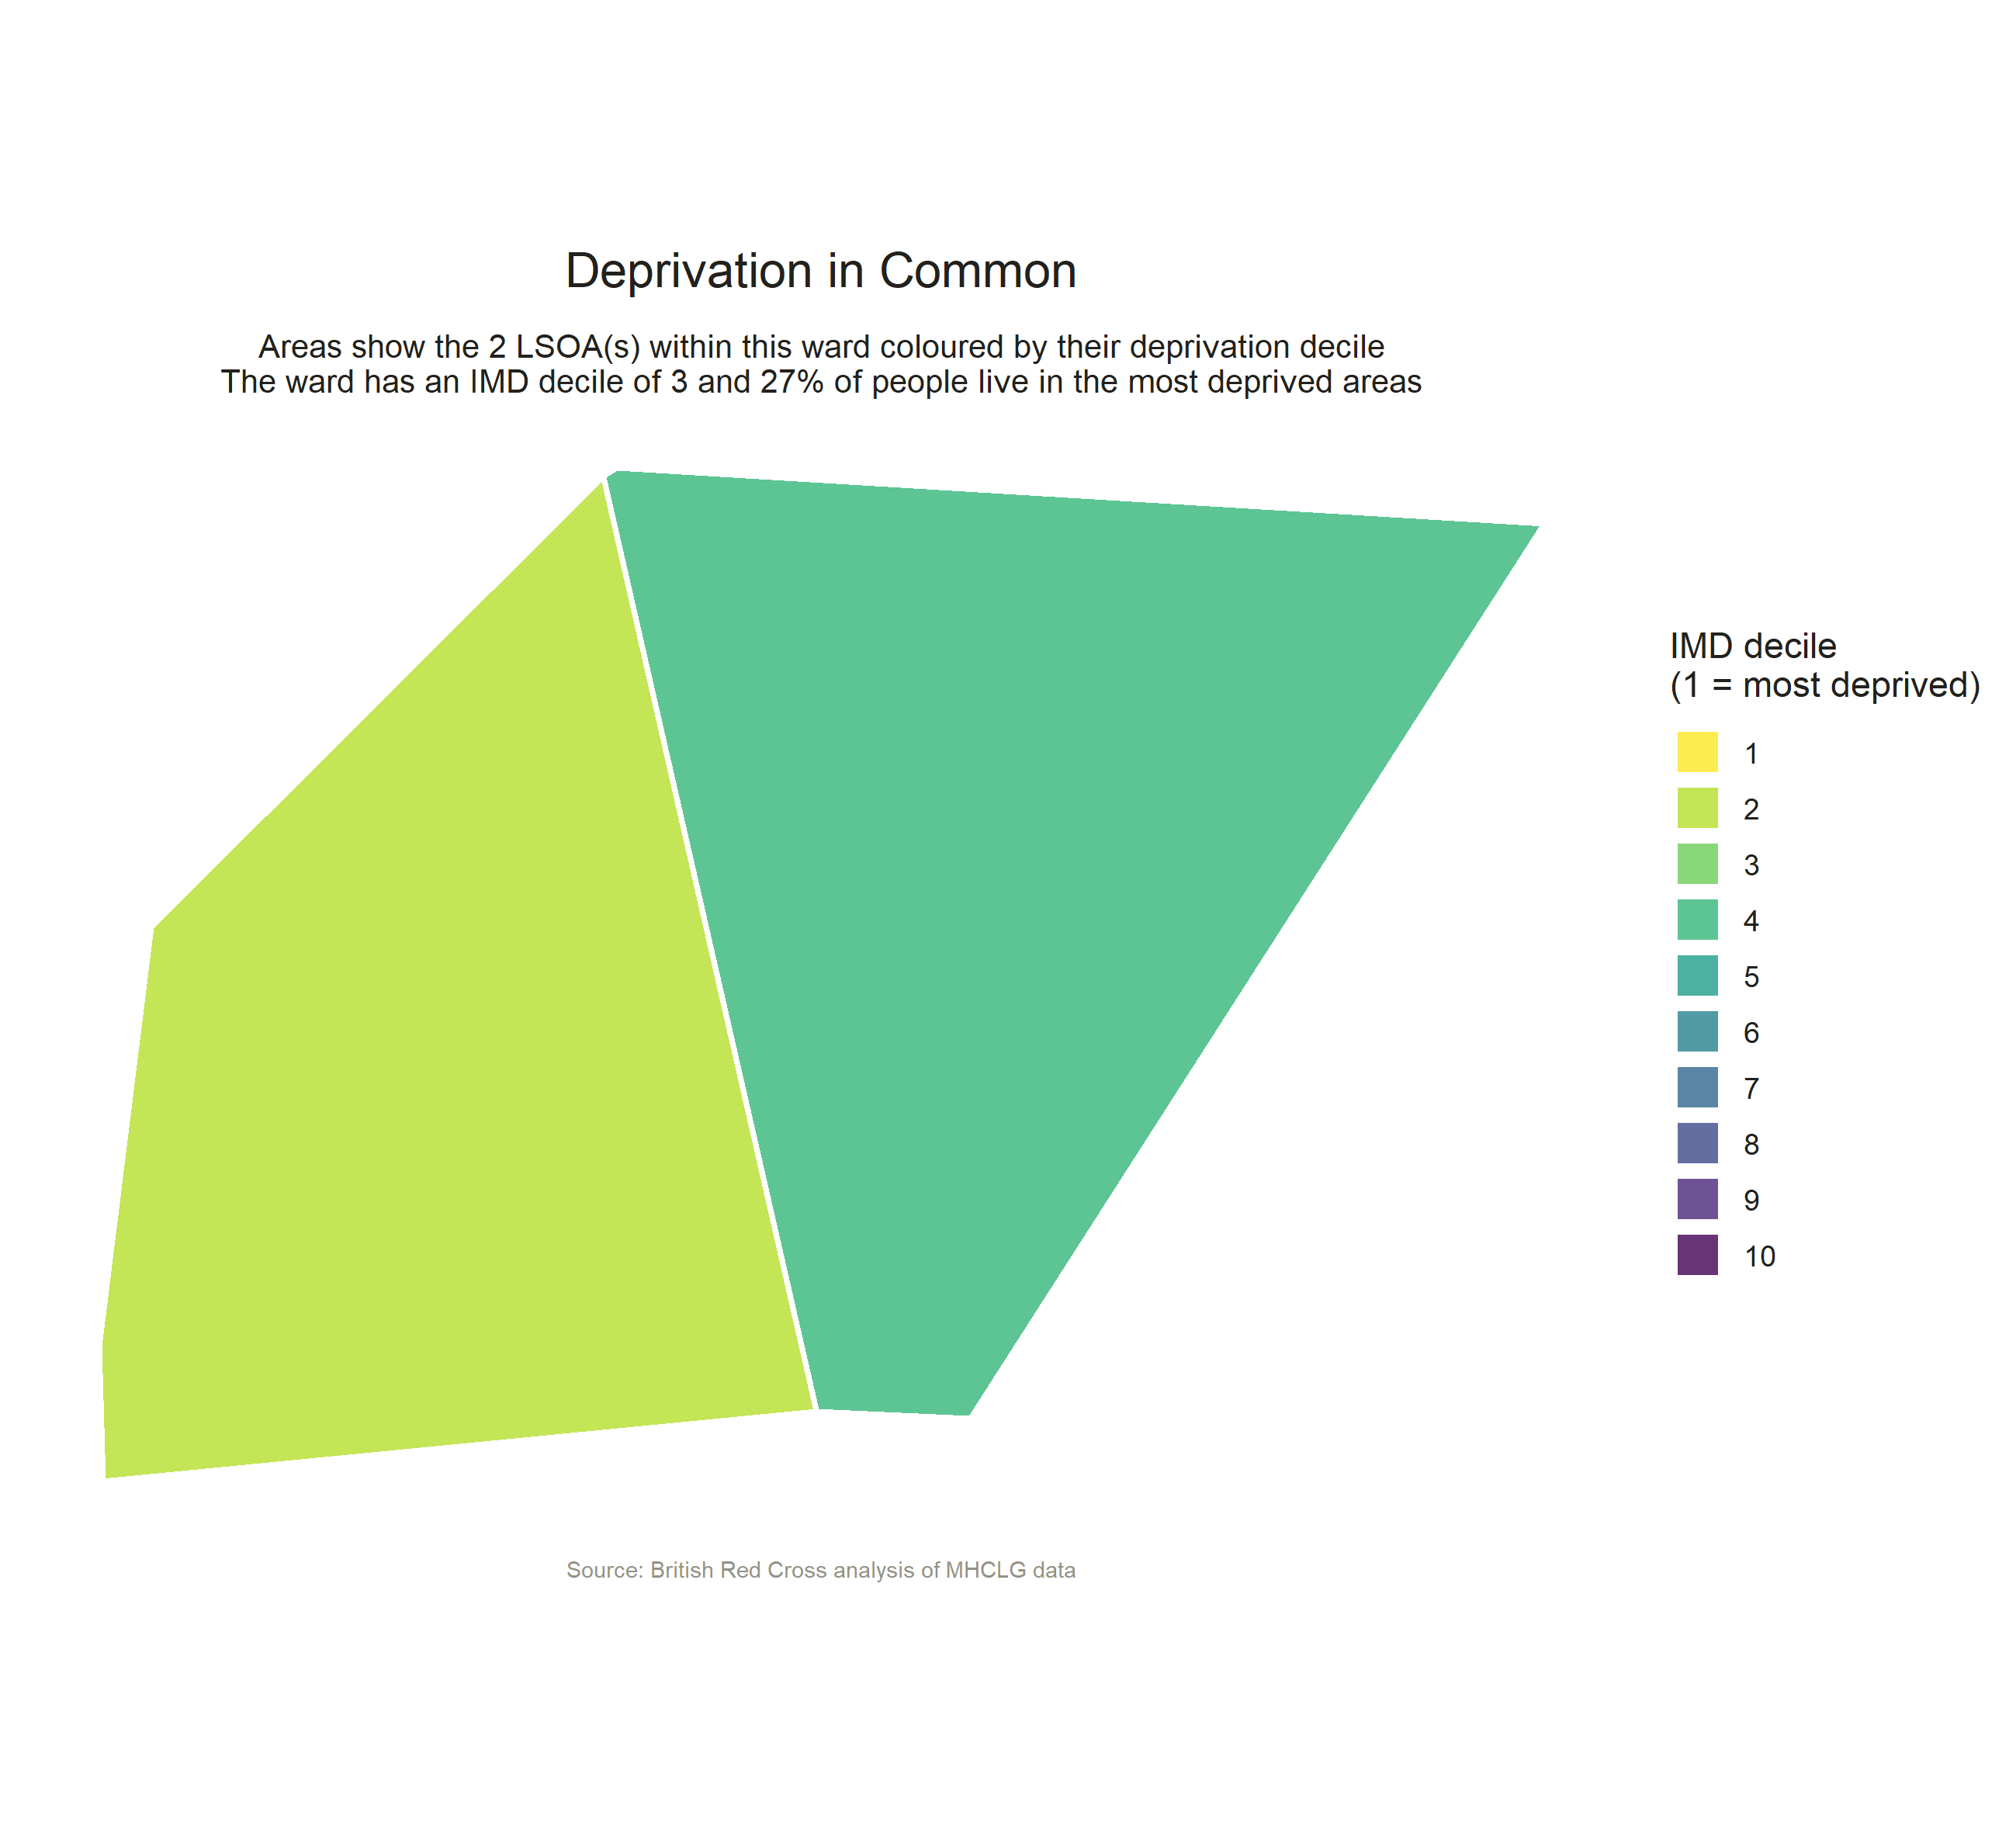 Deprivation in Common
Areas show the 2 LSOA(s) within this ward coloured by their deprivation decile
The ward has an IMD decile of 3 and 27% of people live in the most deprived areas
IMD decile
(1 = most deprived)
1
2
3
4
5
6
7
8
9
10
Source: British Red Cross analysis of MHCLG data